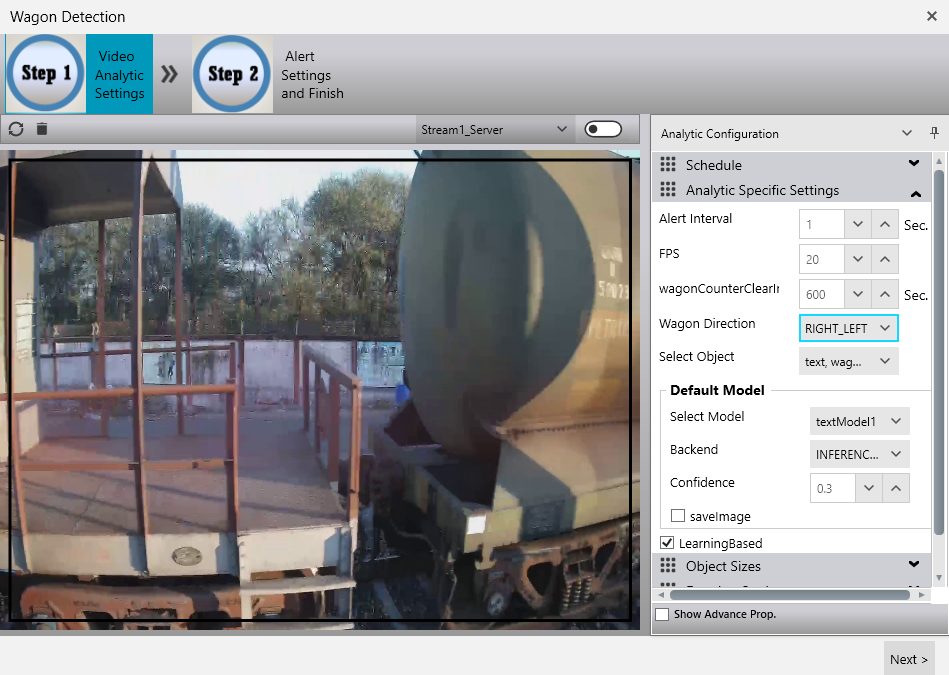 Wagon Detection
Step 1
Video
Analytic
Settings
Step 2
Alert
Settings
and Finish
Stream1_Server
Analytic Configuration
Schedule
Analytic Specific Settings
Alert Interval
1
Sec.
FPS
20
wagonCounterClearIn
600
Sec.
Wagon Direction
RIGHT_LEFT
Select Object
text, wag...
Default Model
Select Model
textModel1
Backend
INFERENC...
Confidence
0.3
saveImage
LearningBased
Object Sizes
Show Advance Prop.
Next >